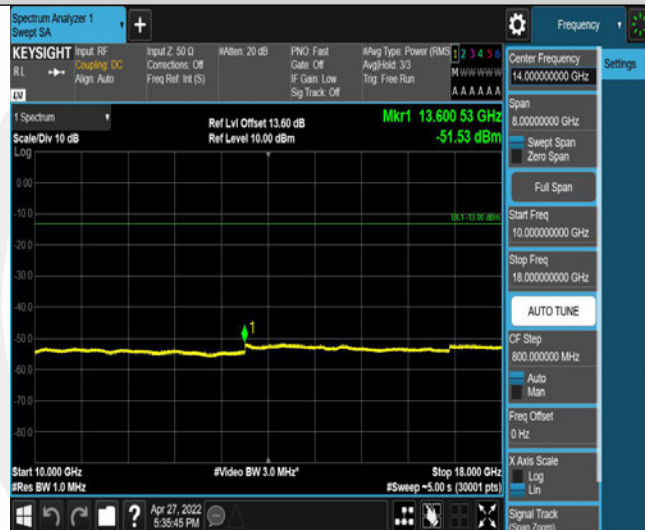 Spectrum Analyzer 1
Swept SA
+
Frequency
KEYSIGHT
RL
LXI
Input: RF
Coupling: DC
Align: Auto
Input Z: 50 Ω
Corrections: Off
Freq Ref: Int (S)
#Atten: 20 dB
PNO: Fast
Gate: Off
IF Gain: Low
Sig Track: Off
#Avg Type: Power (RMS
Avg|Hold: 3/3
Trig: Free Run
1 2 3 4 5 6
M W W W W W
A A A A A A
1 Spectrum
Scale/Div 10 dB
Log
Ref Lvl Offset 13.60 dB
Ref Level 10.00 dBm
Mkr1 13.600 53 GHz
-51.53 dBm
0.00
-10.0
DL1 -13.00 dBm
-20.0
-30.0
-40.0
1
-50.0
-60.0
-70.0
-80.0
Start 10.000 GHz
#Res BW 1.0 MHz
#Video BW 3.0 MHz*
Stop 18.000 GHz
#Sweep ~5.00 s (30001 pts)
?
Apr 27, 2022
5:35:45 PM
Settings
Center Frequency
14.000000000 GHz
Span
8.00000000 GHz
Swept Span
Zero Span
Full Span
Start Freq
10.000000000 GHz
Stop Freq
18.000000000 GHz
AUTO TUNE
CF Step
800.000000 MHz
Auto
Man
Freq Offset
0 Hz
X Axis Scale
Log
Lin
Signal Track
(Span Zoom)